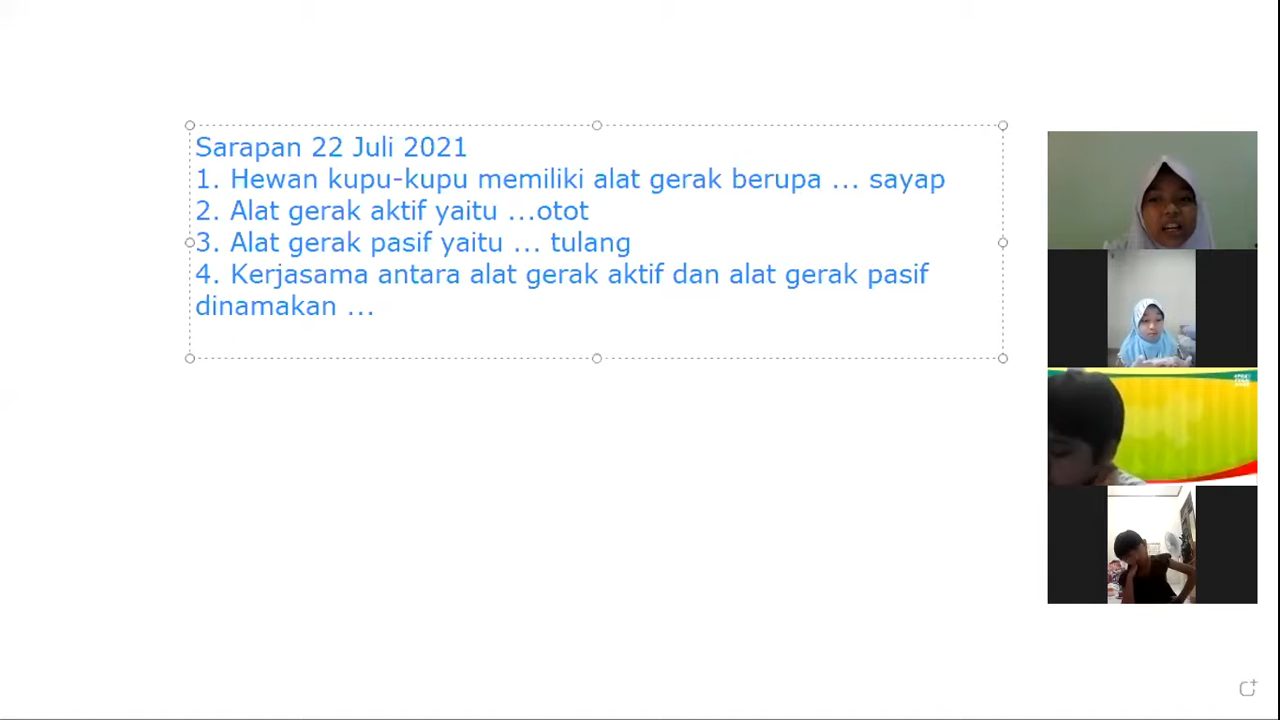 Sarapan 22 Juli 2021
1. Hewan kupu-kupu memiliki alat gerak berupa ... sayap
2. Alat gerak aktif yaitu ...otot
3. Alat gerak pasif yaitu ... tulang
4. Kerjasama antara alat gerak aktif dan alat gerak pasif
dinamakan ...